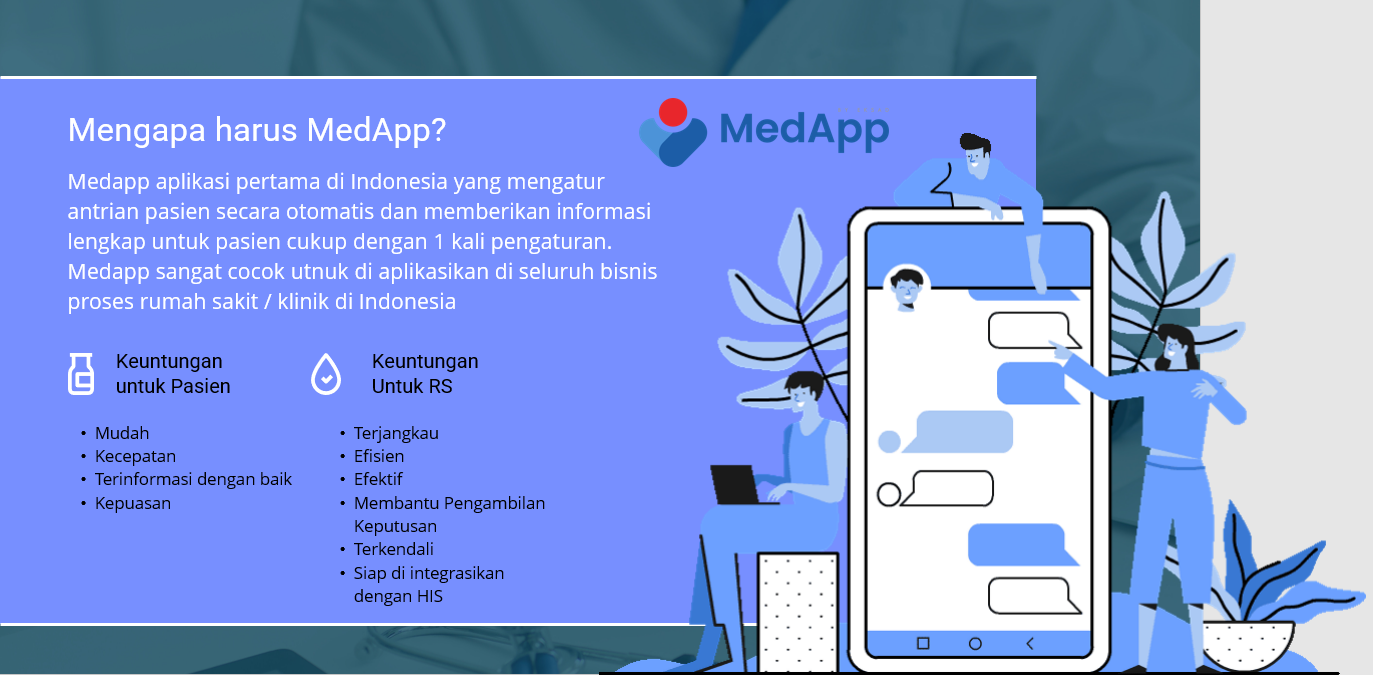 Mengapa harus MedApp?
MedApp
Medapp aplikasi pertama di Indonesia yang mengatur
antrian pasien secara otomatis dan memberikan informasi
lengkap untuk pasien cukup dengan 1 kali pengaturan.
Medapp sangat cocok utnuk di aplikasikan di seluruh bisnis
proses rumah sakit / klinik di Indonesia
Keuntungan
untuk Pasien
• Mudah
• Kecepatan
• Terinformasi dengan baik
• Kepuasan
Keuntungan
Untuk RS
• Terjangkau
• Efisien
• Efektif
• Membantu Pengambilan
Keputusan
• Terkendali
• Siap di integrasikan
dengan HIS